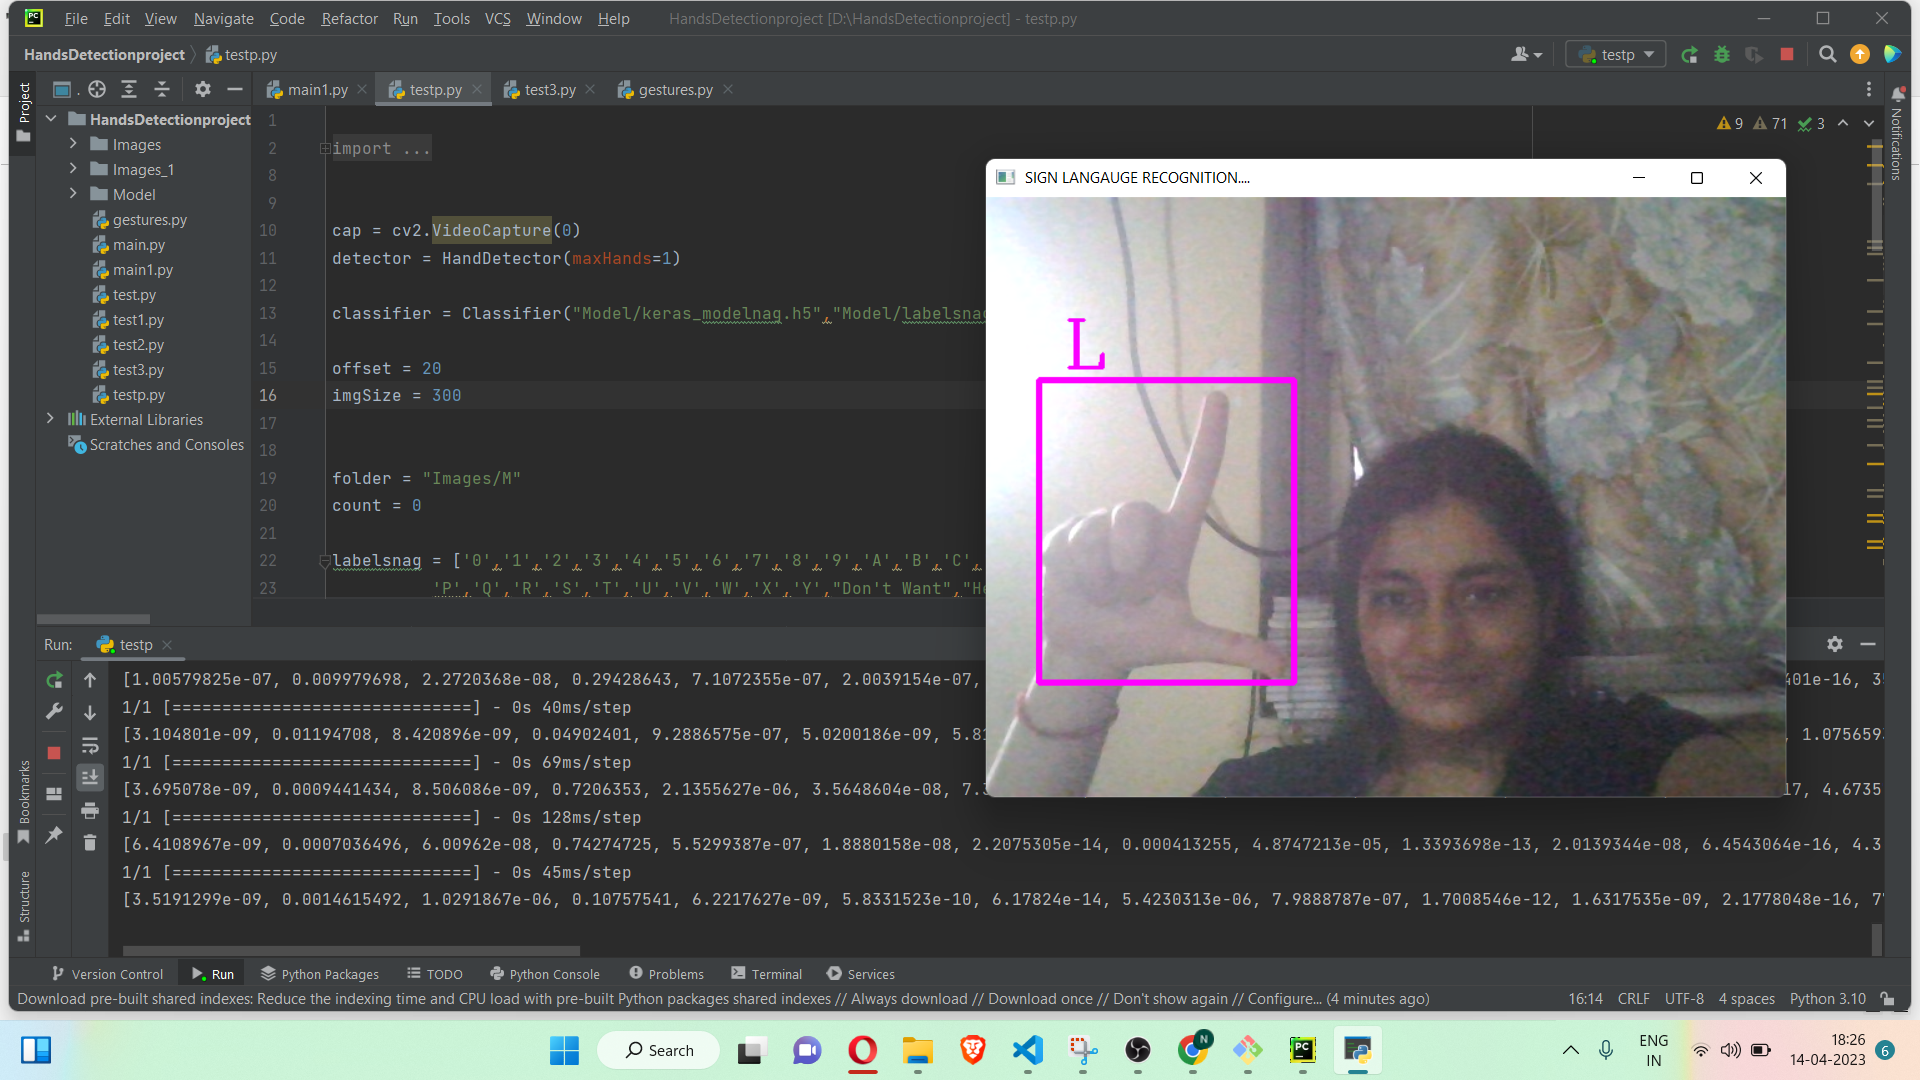 File Edit View Navigate Code Refactor Run Tools VCS Window Help HandsDetectionproject [D:\HandsDetectionproject] - testp.py
HandsDetectionproject testp.py testp
Project
main1.py testp.py test3.py gestures.py
Notifications
HandsDetectionproject
Images
Images_1
Model
gestures.py
main.py
main1.py
test.py
test1.py
test2.py
test3.py
testp.py
External Libraries
Scratches and Consoles
9 71 3
1
2 import ...
8
9
10 cap = cv2.VideoCapture(0)
11 detector = HandDetector(maxHands=1)
12
13 classifier = Classifier("Model/keras_modelnag.h5","Model/labelsnag
14
15 offset = 20
16 imgSize = 300
17
18
19 folder = "Images/M"
20 count = 0
21
22 labelsnag = ['0','1','2','3','4','5','6','7','8','9','A','B','C',
23 'P','Q','R','S','T','U','V','W','X','Y',"Don't Want","He
SIGN LANGAUGE RECOGNITION....
L
Run: testp
[1.00579825e-07, 0.009979698, 2.2720368e-08, 0.29428643, 7.1072355e-07, 2.0039154e-07, 401e-16, 3
1/1 [==============================] - 0s 40ms/step
[3.104801e-09, 0.01194708, 8.420896e-09, 0.04902401, 9.2886575e-07, 5.0200186e-09, 5.81 1.075659
1/1 [==============================] - 0s 69ms/step
[3.695078e-09, 0.0009441434, 8.506086e-09, 0.7206353, 2.1355627e-06, 3.5648604e-08, 7.3 17, 4.6735
1/1 [==============================] - 0s 128ms/step
[6.4108967e-09, 0.0007036496, 6.00962e-08, 0.74274725, 5.5299387e-07, 1.8880158e-08, 2.2075305e-14, 0.000413255, 4.8747213e-05, 1.3393698e-13, 2.0139344e-08, 6.4543064e-16, 4.3
1/1 [==============================] - 0s 45ms/step
[3.5191299e-09, 0.0014615492, 1.0291867e-06, 0.10757541, 6.2217627e-09, 5.8331523e-10, 6.17824e-14, 5.4230313e-06, 7.9888787e-07, 1.7008546e-12, 1.6317535e-09, 2.1778048e-16, 7
Bookmarks
Structure
Version Control Run Python Packages TODO Python Console Problems Terminal Services
Download pre-built shared indexes: Reduce the indexing time and CPU load with pre-built Python packages shared indexes // Always download // Download once // Don't show again // Configure... (4 minutes ago) 16:14 CRLF UTF-8 4 spaces Python 3.10
Search
ENG
IN
18:26
14-04-2023
6